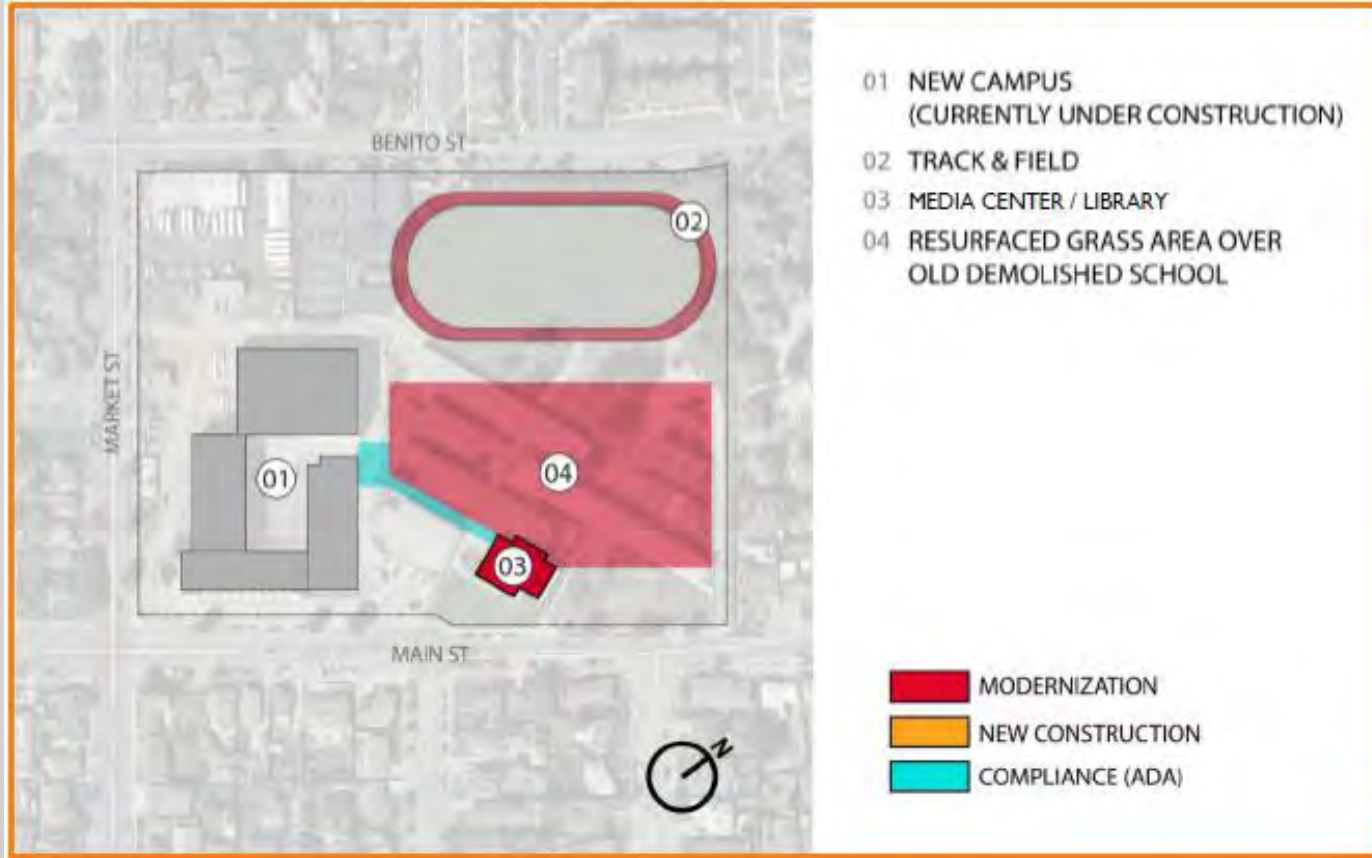 BENITO ST
02
MARKET ST
01
04
03
MAIN ST
N
01 NEW CAMPUS
(CURRENTLY UNDER CONSTRUCTION)
02 TRACK & FIELD
03 MEDIA CENTER / LIBRARY
04 RESURFACED GRASS AREA OVER
OLD DEMOLISHED SCHOOL
MODERNIZATION
NEW CONSTRUCTION
COMPLIANCE (ADA)